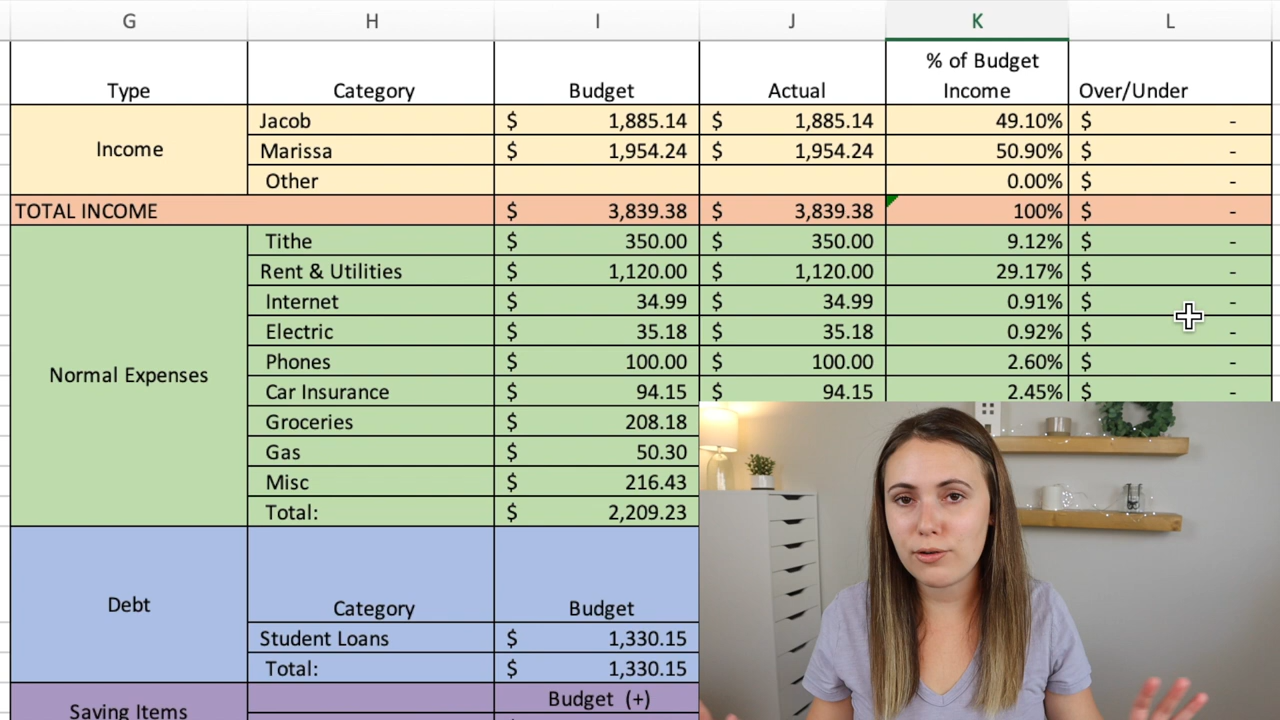 G H I J K L
Type Category Budget Actual % of Budget Income Over/Under
Income
Jacob $ 1,885.14 $ 1,885.14 49.10% $ -
Marissa $ 1,954.24 $ 1,954.24 50.90% $ -
Other 0.00% $ -
TOTAL INCOME $ 3,839.38 $ 3,839.38 100% $ -
Normal Expenses
Tithe $ 350.00 $ 350.00 9.12% $ -
Rent & Utilities $ 1,120.00 $ 1,120.00 29.17% $ -
Internet $ 34.99 $ 34.99 0.91% $ -
Electric $ 35.18 $ 35.18 0.92% $ -
Phones $ 100.00 $ 100.00 2.60% $ -
Car Insurance $ 94.15 $ 94.15 2.45% $ -
Groceries $ 208.18
Gas $ 50.30
Misc $ 216.43
Total: $ 2,209.23
Debt
Category Budget
Student Loans $ 1,330.15
Total: $ 1,330.15
Saving Items
Budget (+)